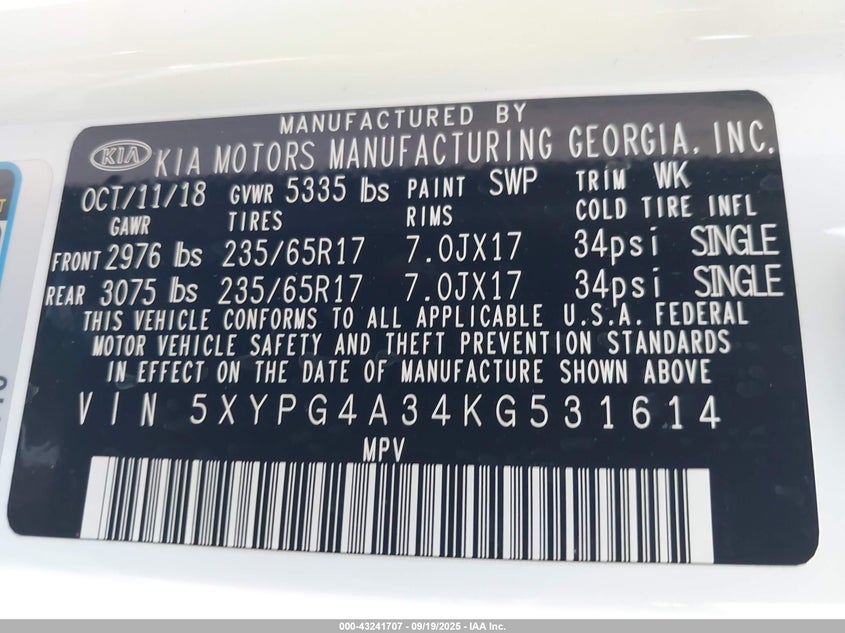 MANUFACTURED BY
KIA KIA MOTORS MANUFACTURING GEORGIA, INC.
OCT/11/18 GVWR 5335 lbs PAINT SWP TRIM WK
GAWR TIRES RIMS COLD TIRE INFL
FRONT 2976 lbs 235/65R17 7.0JX17 34psi SINGLE
REAR 3075 lbs 235/65R17 7.0JX17 34psi SINGLE
THIS VEHICLE CONFORMS TO ALL APPLICABLE U.S.A. FEDERAL
MOTOR VEHICLE SAFETY AND THEFT PREVENTION STANDARDS
IN EFFECT ON THE DATE OF MANUFACTURE SHOWN ABOVE
VIN 5XYPG4A34KG531614
MPV
000-43241707 - 09/19/2025 - IAA Inc.